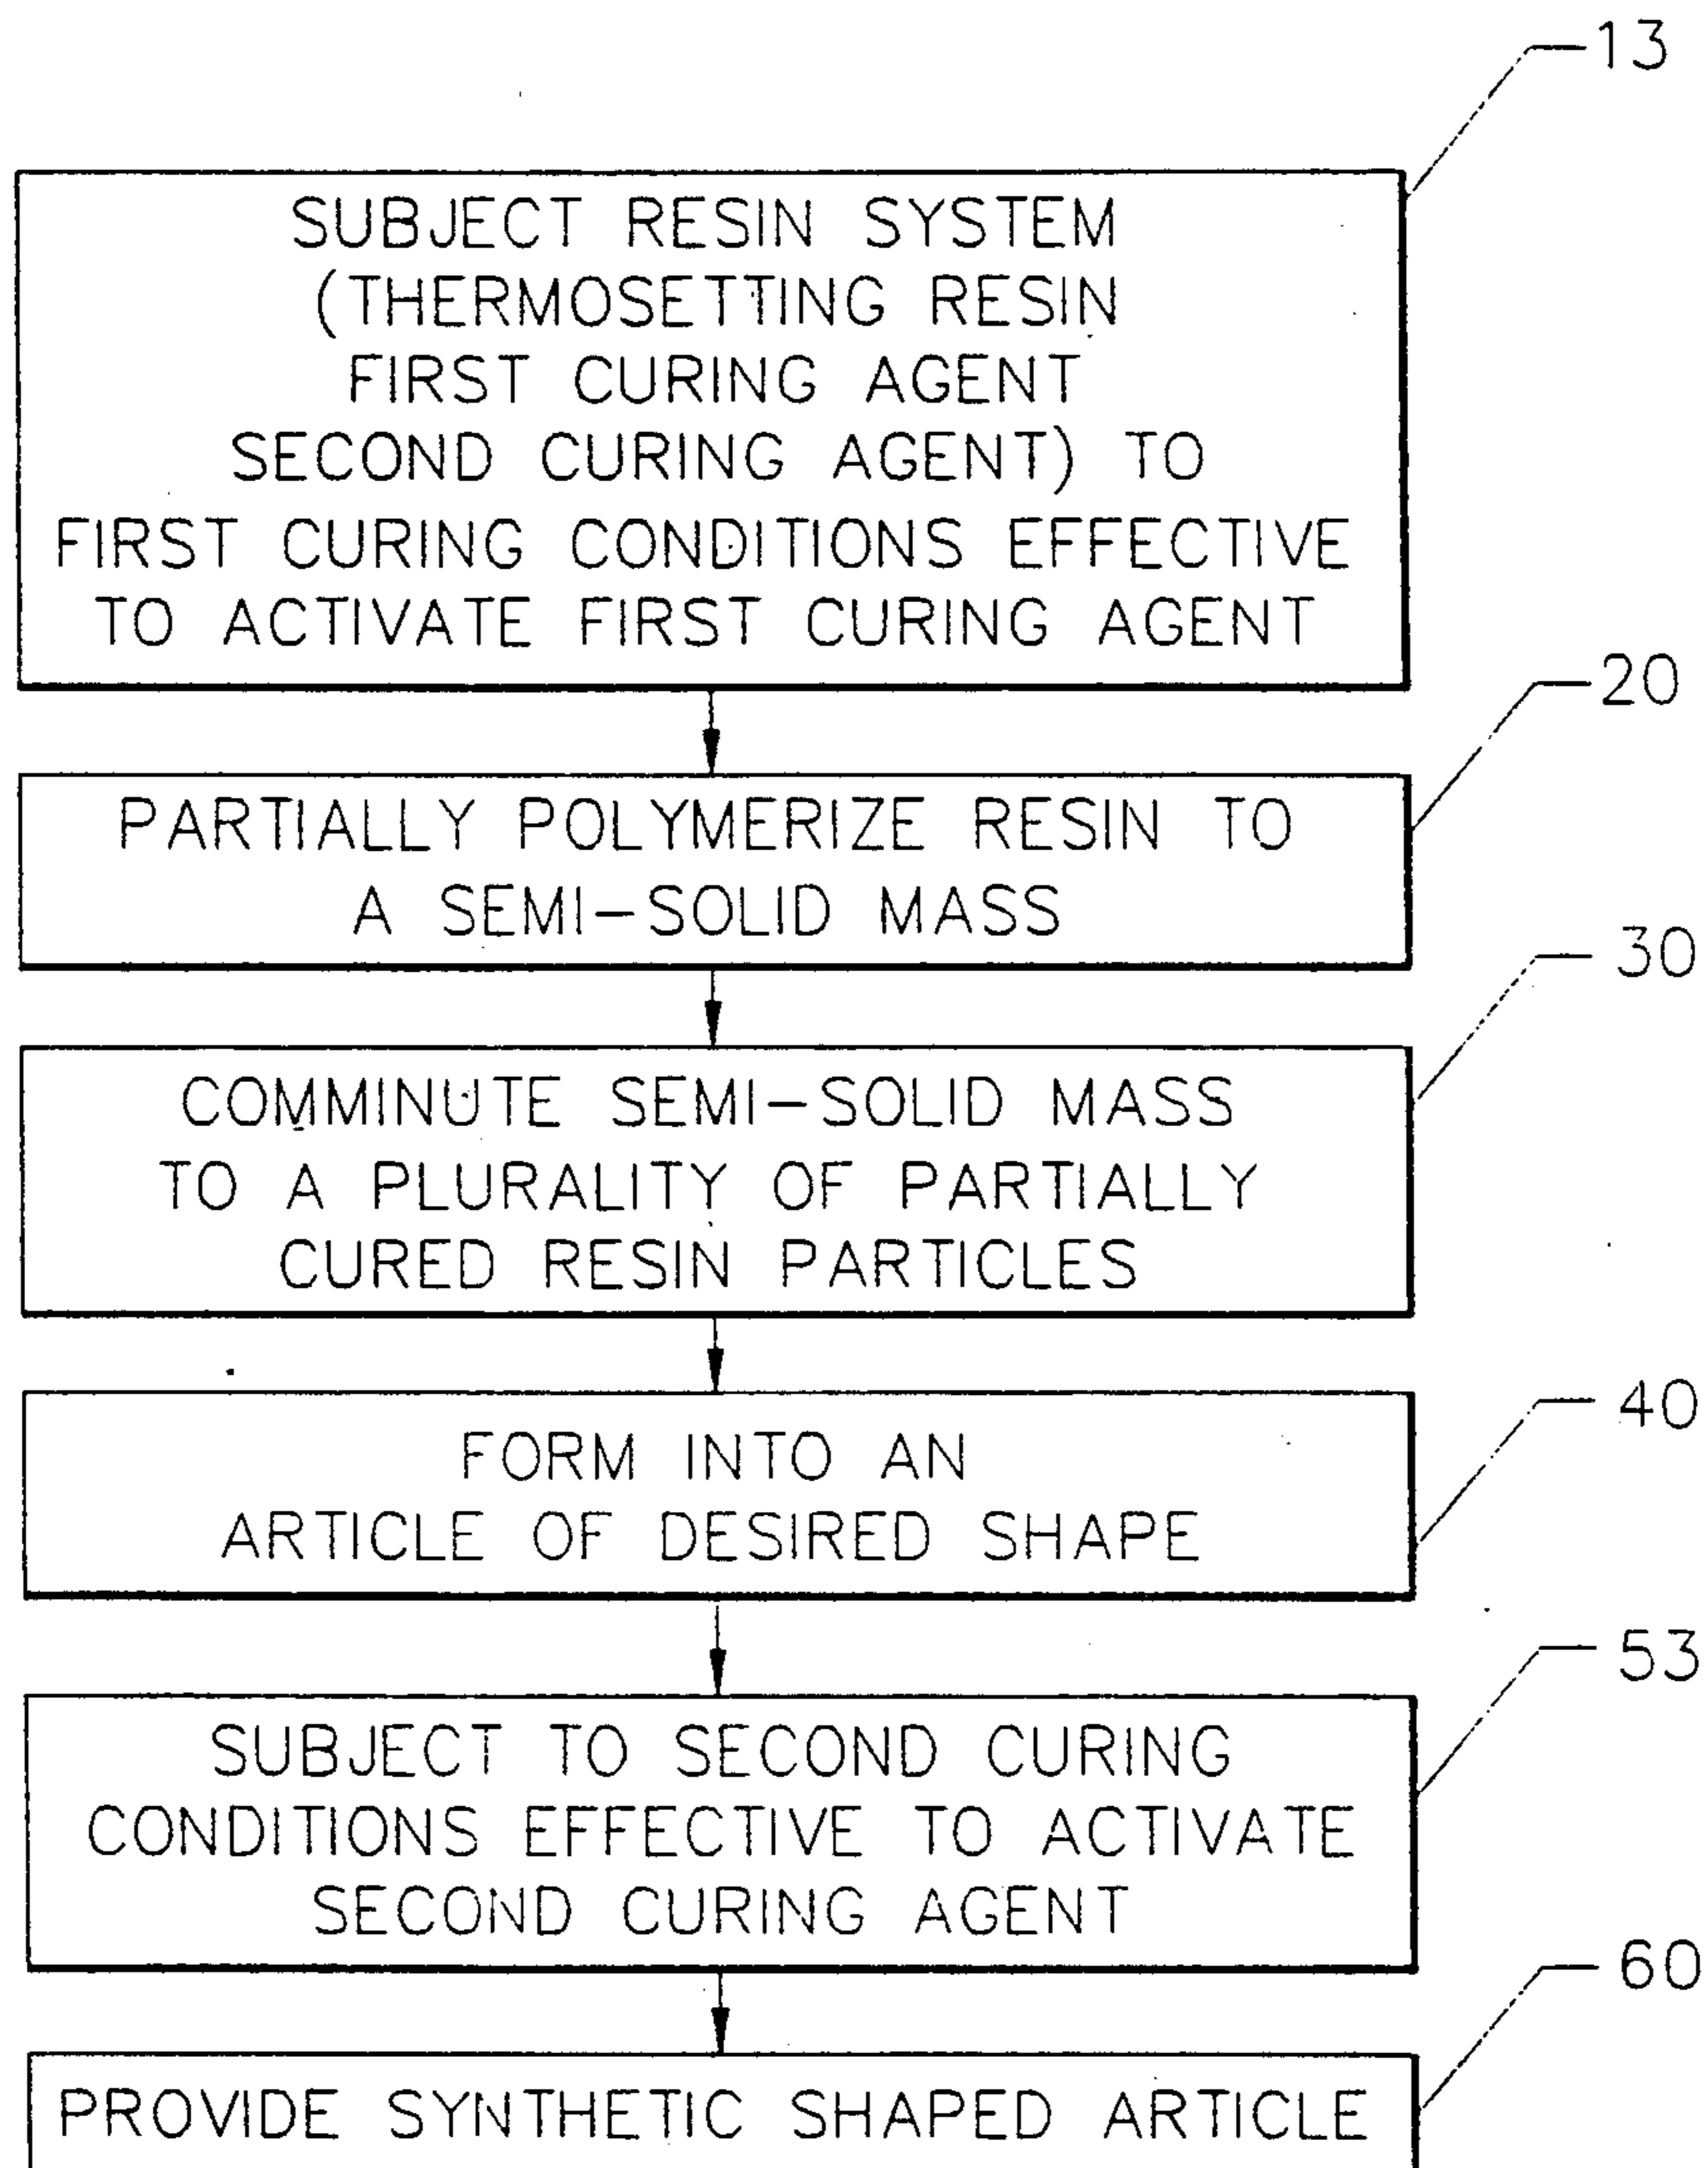 13
SUBJECT RESIN SYSTEM
(THERMOSETTING RESIN
FIRST CURING AGENT
SECOND CURING AGENT) TO
FIRST CURING CONDITIONS EFFECTIVE
TO ACTIVATE FIRST CURING AGENT
20
PARTIALLY POLYMERIZE RESIN TO
A SEMI-SOLID MASS
30
COMMINUTE SEMI-SOLID MASS
TO A PLURALITY OF PARTIALLY
CURED RESIN PARTICLES
40
FORM INTO AN
ARTICLE OF DESIRED SHAPE
53
SUBJECT TO SECOND CURING
CONDITIONS EFFECTIVE TO ACTIVATE
SECOND CURING AGENT
60
PROVIDE SYNTHETIC SHAPED ARTICLE